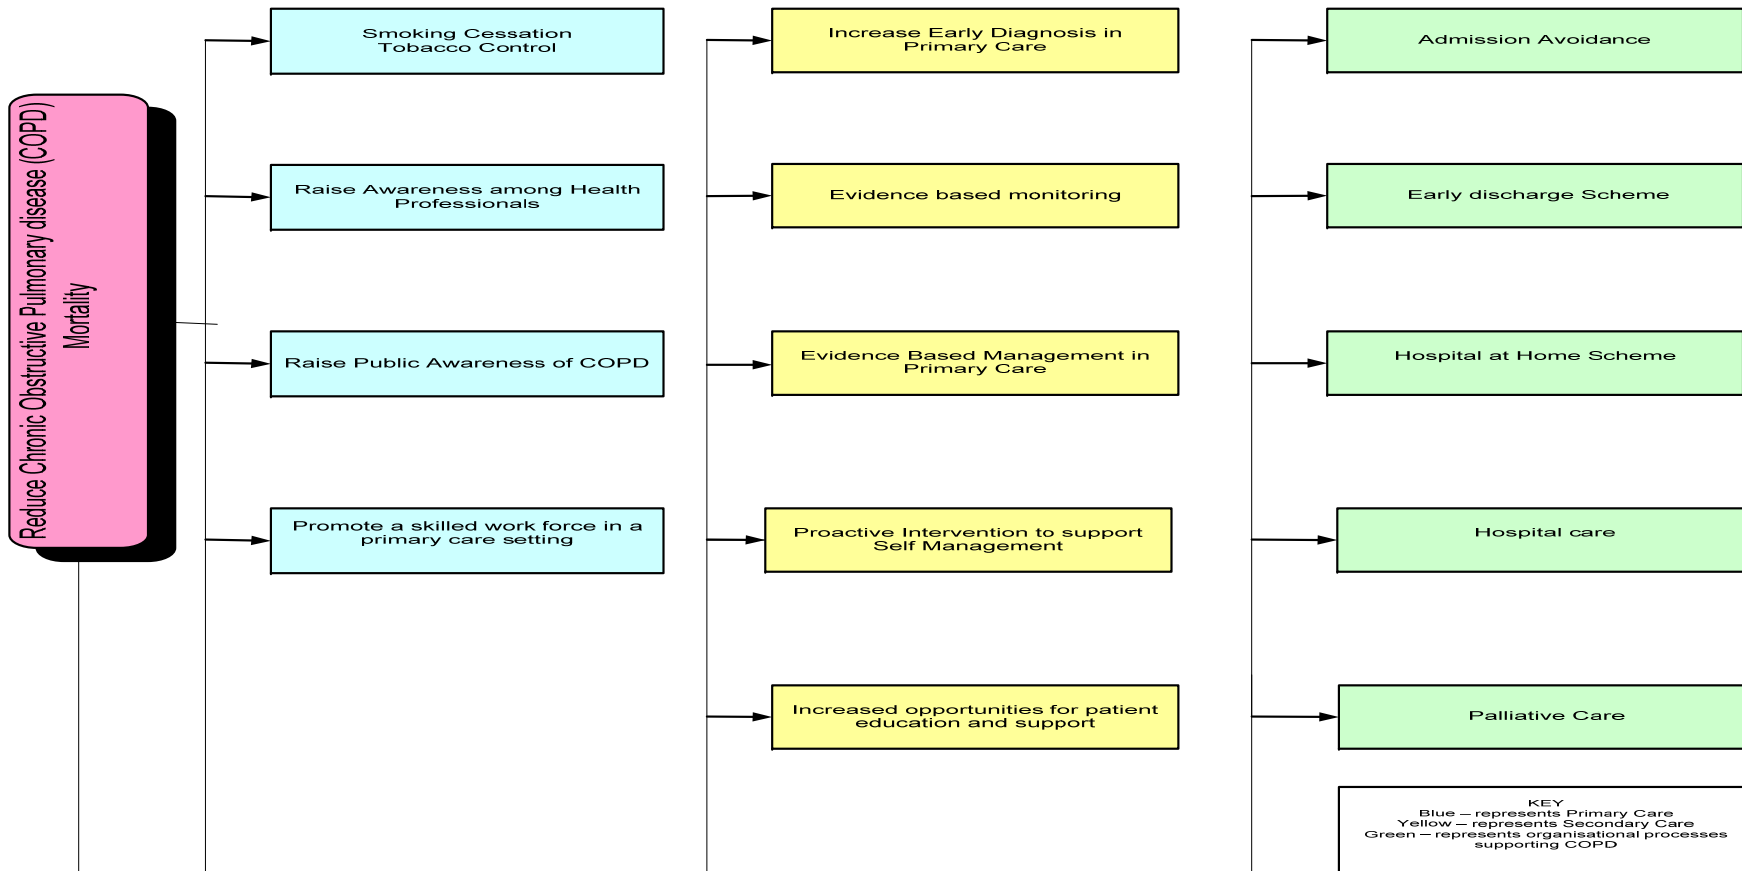 Reduce Chronic Obstructive Pulmonary disease (COPD)
Mortality
Smoking Cessation
Tobacco Control
Raise Awareness among Health
Professionals
Raise Public Awareness of COPD
Promote a skilled work force in a
primary care setting
Increase Early Diagnosis in
Primary Care
Evidence based monitoring
Evidence Based Management in
Primary Care
Proactive Intervention to support
Self Management
Increased opportunities for patient
education and support
Admission Avoidance
Early discharge Scheme
Hospital at Home Scheme
Hospital care
Palliative Care
KEY
Blue – represents Primary Care
Yellow – represents Secondary Care
Green – represents organisational processes
supporting COPD